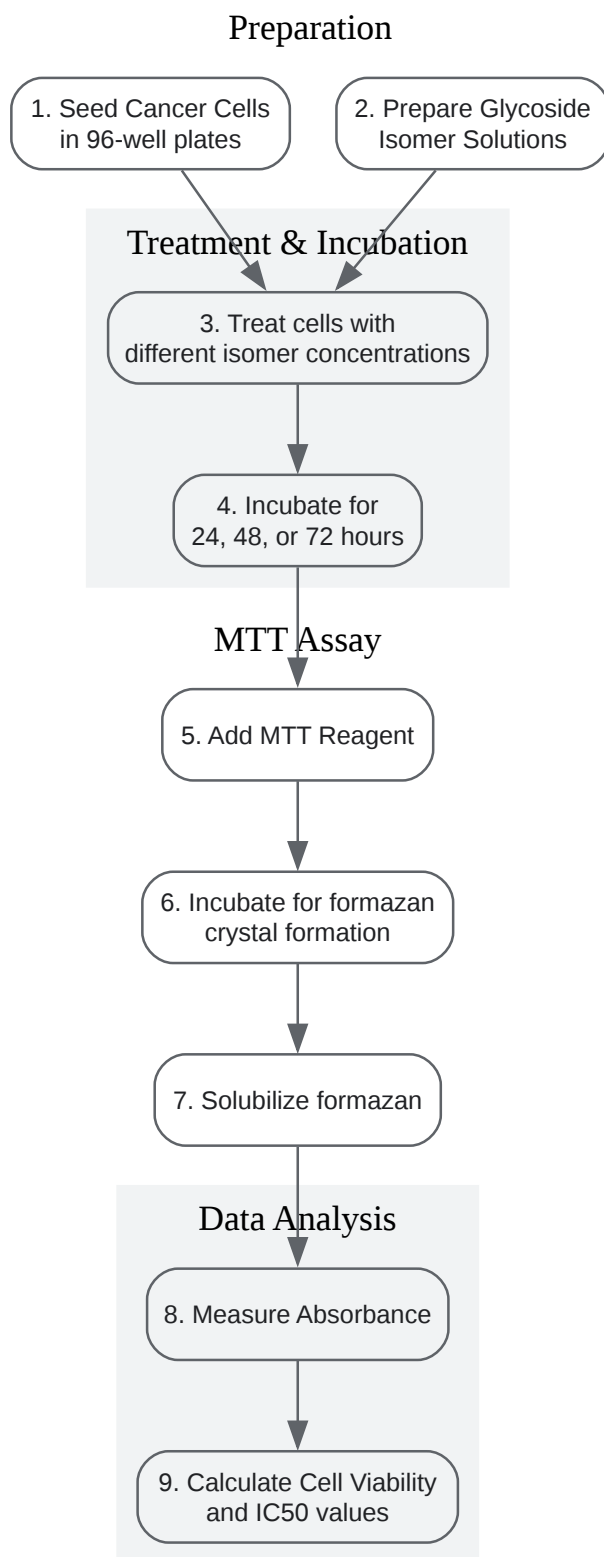 Preparation
1. Seed Cancer Cells
in 96-well plates
2. Prepare Glycoside
Isomer Solutions
Treatment & Incubation
3. Treat cells with
different isomer concentrations
4. Incubate for
24, 48, or 72 hours
MTT Assay
5. Add MTT Reagent
6. Incubate for formazan
crystal formation
7. Solubilize formazan
Data Analysis
8. Measure Absorbance
9. Calculate Cell Viability
and IC50 values